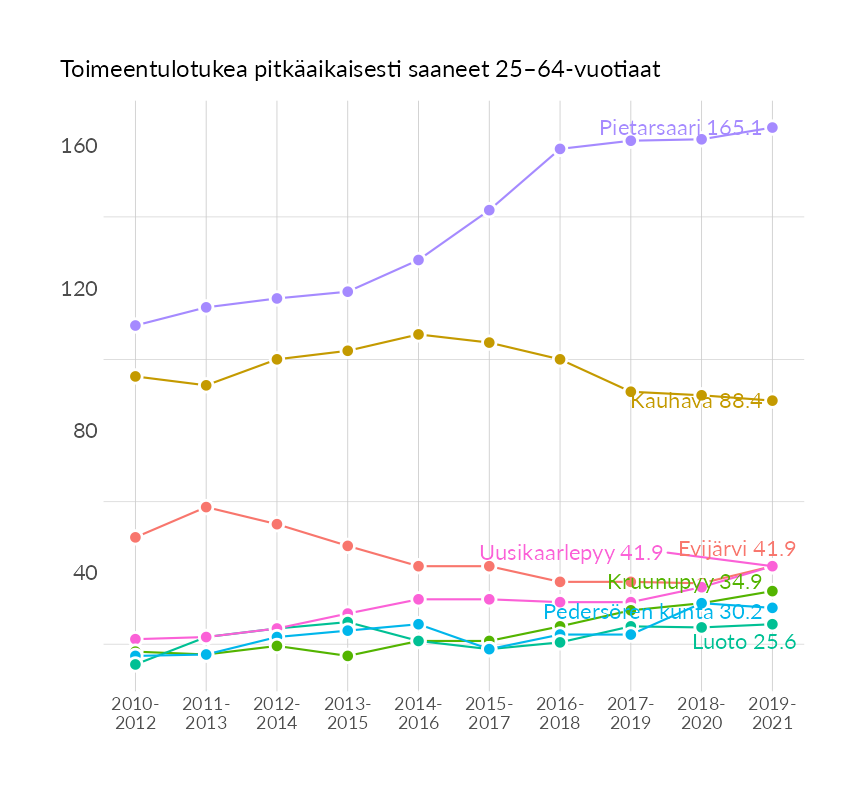 Toimeentulotukea pitkäaikaisesti saaneet 25–64-vuotiaat
Pietarsaari 165.1
160
120
Kauhava 88.4
80
Evijärvi 41.9
Uusikaarlepyy 41.9
40
Kruunupyy 34.9
Pedersören kunta 30.2
Luoto 25.6
2010- 2011- 2012- 2013- 2014- 2015- 2016- 2017- 2018- 2019-
2012 2013 2014 2015 2016 2017 2018 2019 2020 2021